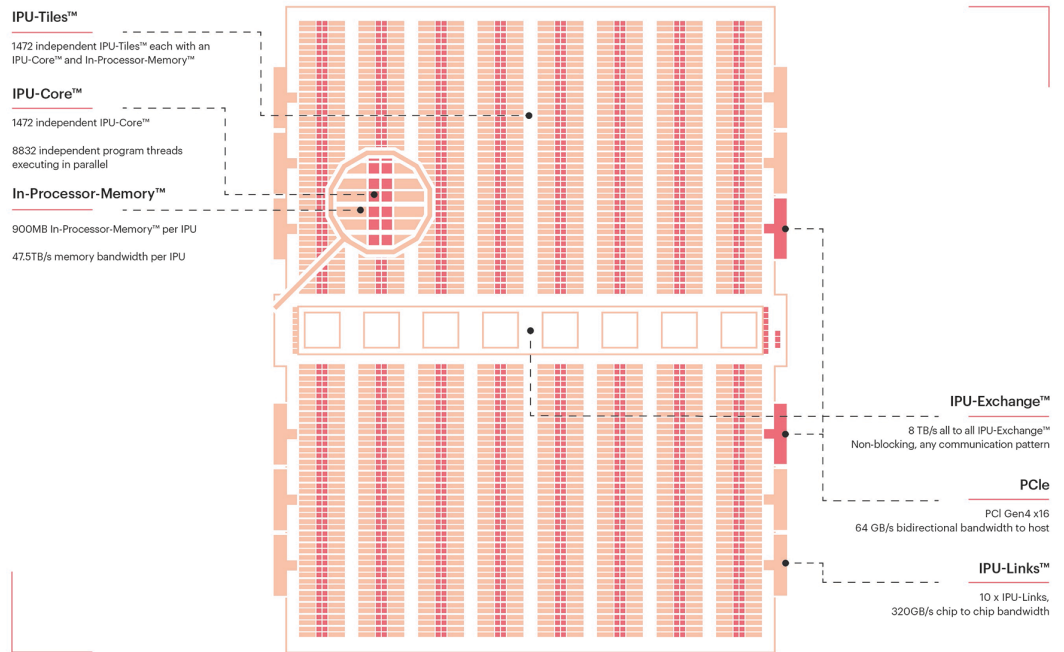 IPU-Tiles™
1472 independent IPU-Tiles™ each with an
IPU-Core™ and In-Processor-Memory™
IPU-Core™
1472 independent IPU-Core™
8832 independent program threads
executing in parallel
In-Processor-Memory™
900MB In-Processor-Memory™ per IPU
47.5TB/s memory bandwidth per IPU
IPU-Exchange™
8 TB/s all to all IPU-Exchange™
Non-blocking, any communication pattern
PCIe
PCI Gen4 x16
64 GB/s bidirectional bandwidth to host
IPU-Links™
10 x IPU-Links,
320GB/s chip to chip bandwidth